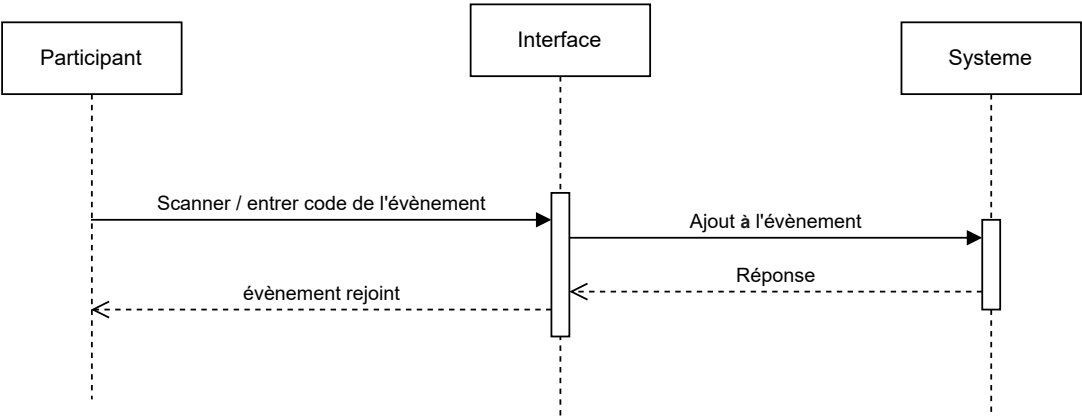 Participant
Interface
Systeme
Scanner / entrer code de l'évènement
Ajout à l'évènement
Réponse
évènement rejoint